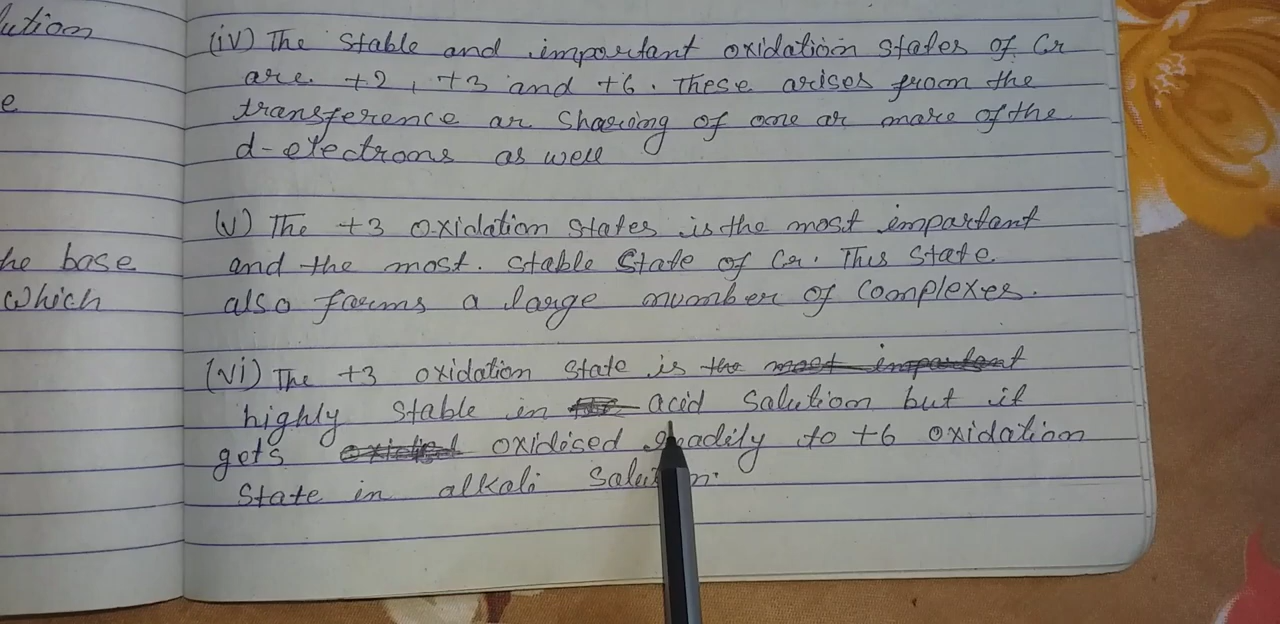 lution
e
he base
which
(iv) The stable and important oxidation states of Cr
are. +2, +3 and +6. These arises from the
transference or sharing of one or more of the
d-electrons as well
(v) The +3 oxidation states is the most important
and the most. stable state of Cr. This state.
also forms a large number of complexes.
(vi) The +3 oxidation state is the most important
highly stable in acid solution but it
gets oxidised readily to +6 oxidation
state in alkali